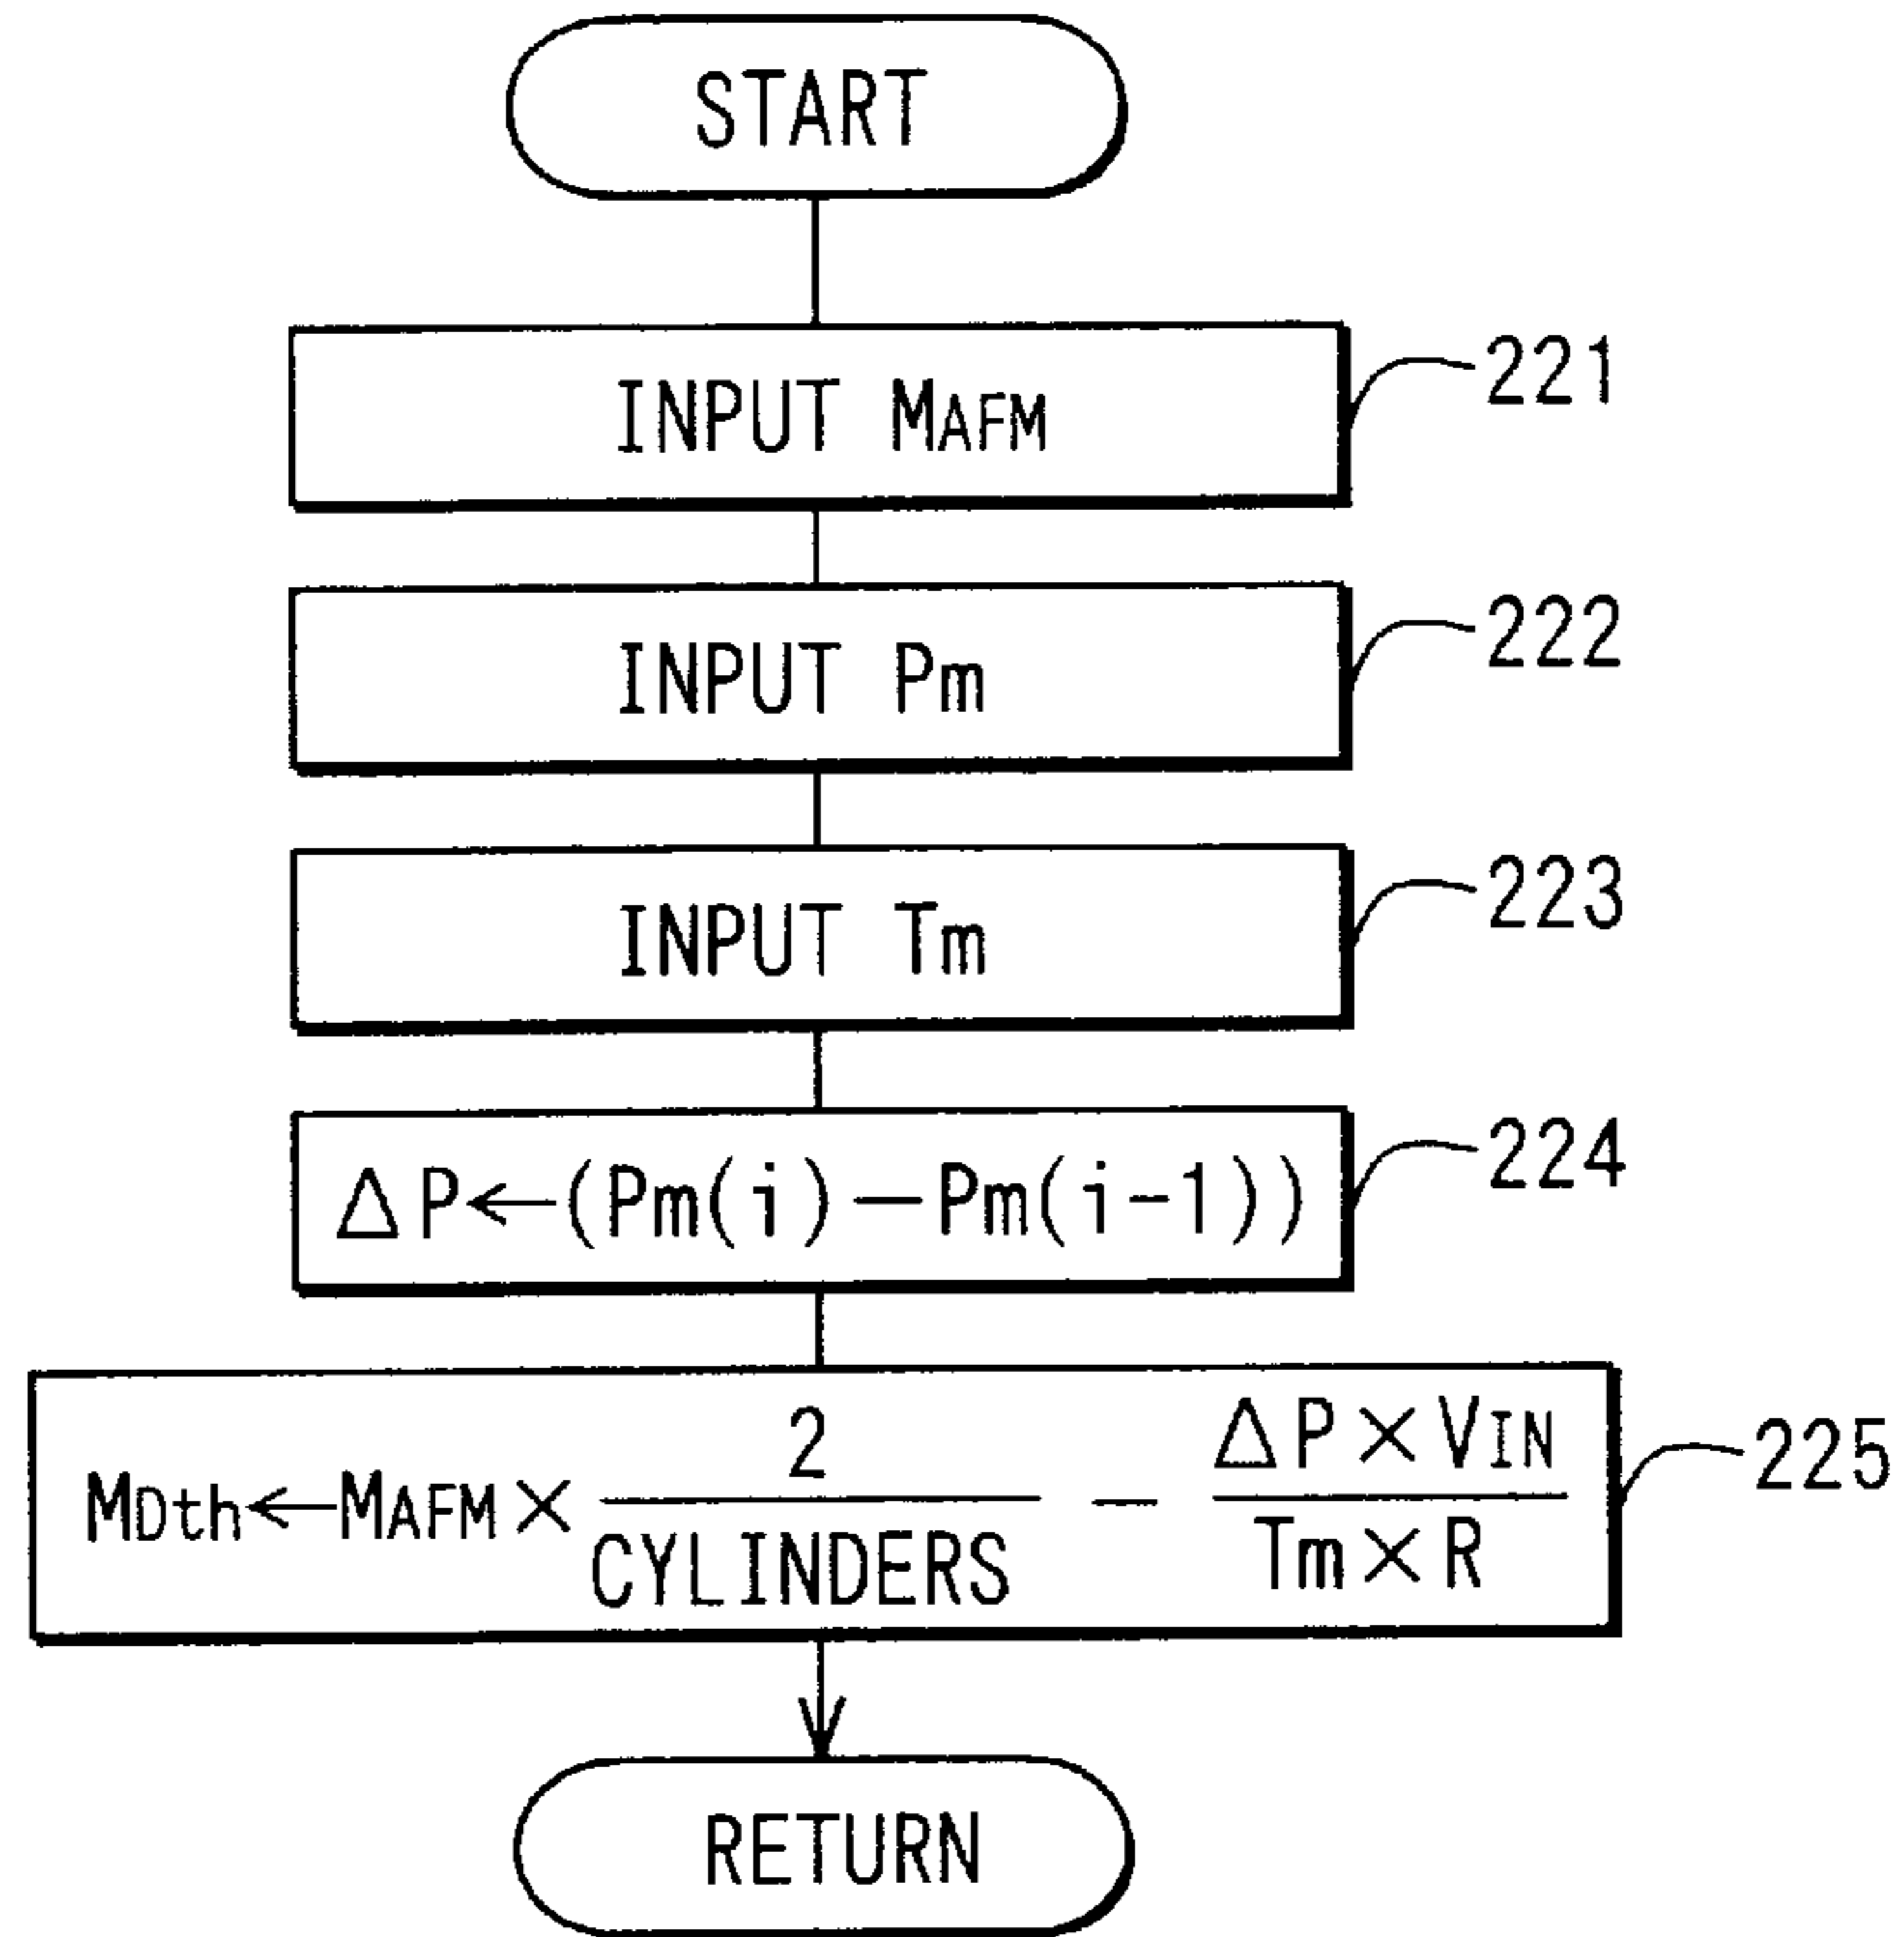 START
INPUT MAFM
221
INPUT Pm
222
INPUT Tm
223
ΔP←(Pm(i)−Pm(i-1))
224
MDth←MAFM×2/CYLINDERS − ΔP×VIN/Tm×R
225
RETURN